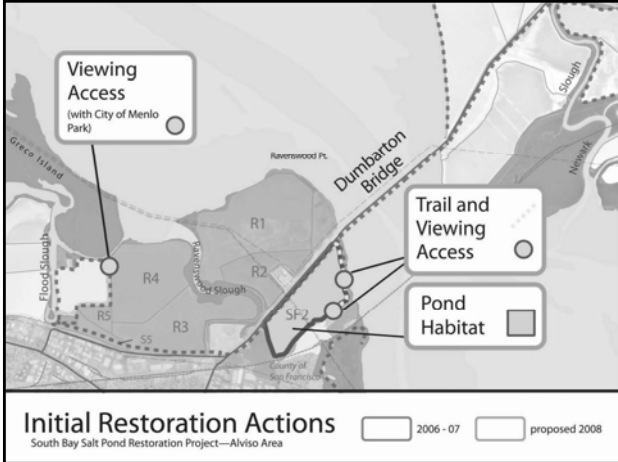 Viewing
Access
(with City of Menlo
Park)
Greco Island
Ravenswood Pt.
Dumbarton
Bridge
Slough
Newark
Trail and
Viewing
Access
Pond
Habitat
R1
R2
Ravenswood Slough
Flood Slough
R4
R5
S5
R3
SF2
County of
San Francisco
Initial Restoration Actions
South Bay Salt Pond Restoration Project—Alviso Area
2006 - 07
proposed 2008